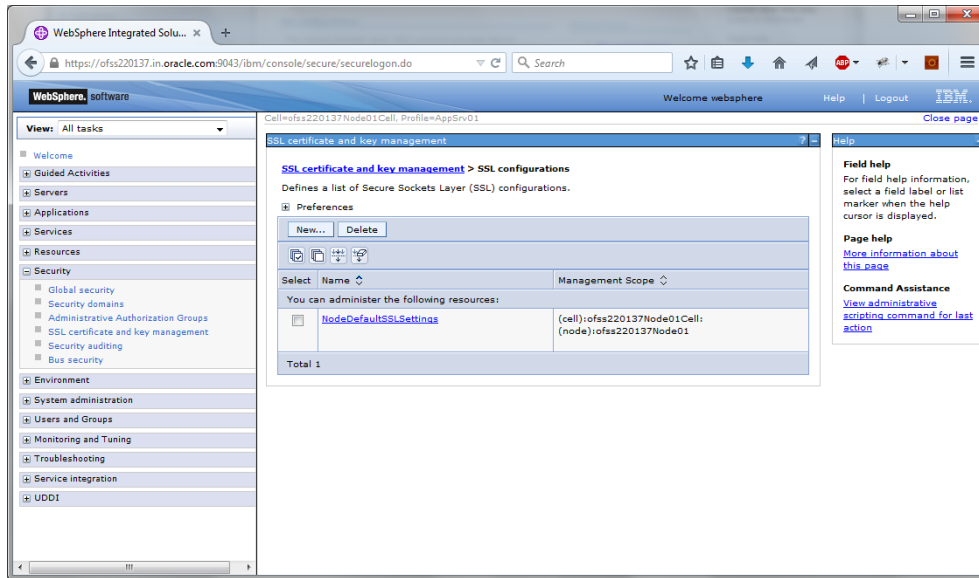 WebSphere Integrated Solu... × +
https://ofss220137.in.oracle.com:9043/ibm/console/secure/securelogon.do
Search
ABP
WebSphere. software
Welcome websphere
Help | Logout
IBM.
View: All tasks
Welcome
Guided Activities
Servers
Applications
Services
Resources
Security
Global security
Security domains
Administrative Authorization Groups
SSL certificate and key management
Security auditing
Bus security
Environment
System administration
Users and Groups
Monitoring and Tuning
Troubleshooting
Service integration
UDDI
Cell=ofss220137Node01Cell, Profile=AppSrv01
Close page
SSL certificate and key management ? –
SSL certificate and key management > SSL configurations
Defines a list of Secure Sockets Layer (SSL) configurations.
Preferences
New... Delete
Select Name Management Scope
You can administer the following resources:
NodeDefaultSSLSettings
(cell):ofss220137Node01Cell:
(node):ofss220137Node01
Total 1
Help
Field help
For field help information,
select a field label or list
marker when the help
cursor is displayed.
Page help
More information about
this page
Command Assistance
View administrative
scripting command for last
action